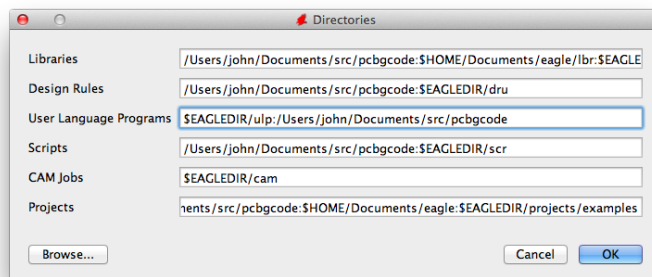 Directories
Libraries /Users/john/Documents/src/pcbgcode:$HOME/Documents/eagle/lbr:$EAGLE
Design Rules /Users/john/Documents/src/pcbgcode:$EAGLEDIR/dru
User Language Programs $EAGLEDIR/ulp:/Users/john/Documents/src/pcbgcode
Scripts /Users/john/Documents/src/pcbgcode:$EAGLEDIR/scr
CAM Jobs $EAGLEDIR/cam
Projects ments/src/pcbgcode:$HOME/Documents/eagle:$EAGLEDIR/projects/examples
Browse... Cancel OK